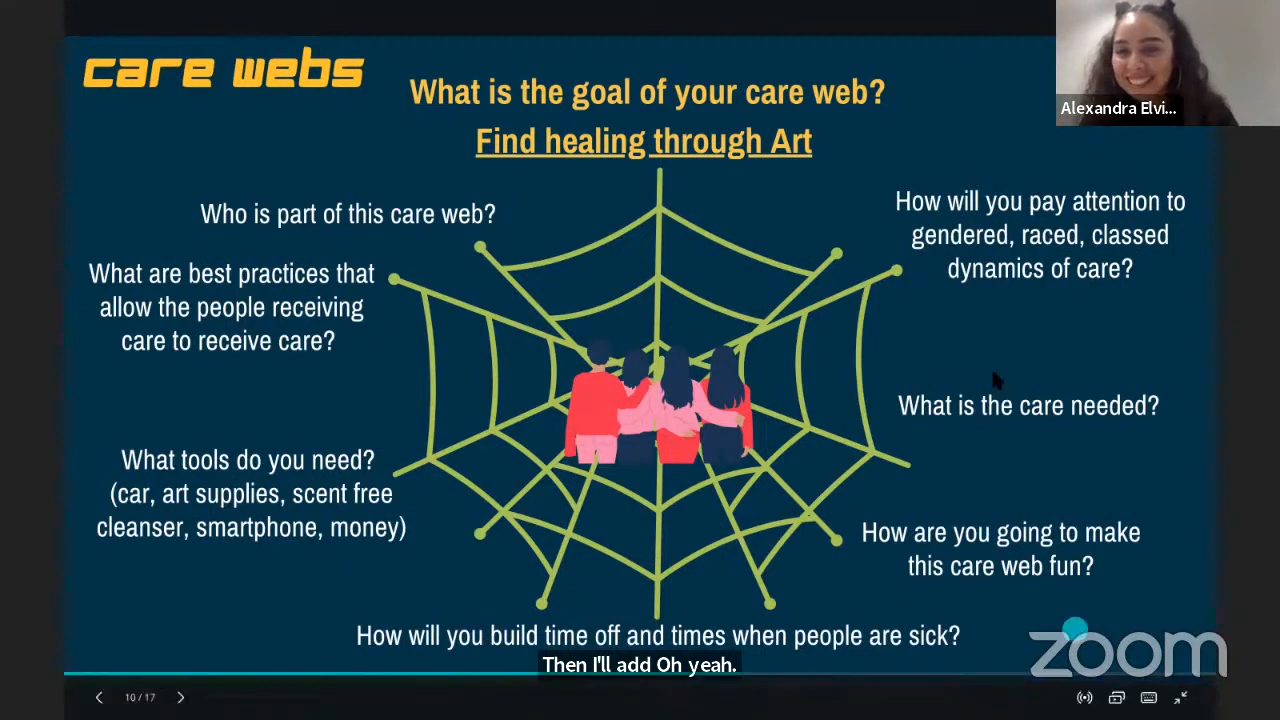 care webs
What is the goal of your care web?
Find healing through Art
Alexandra Elvi...
Who is part of this care web?
How will you pay attention to
gendered, raced, classed
dynamics of care?
What are best practices that
allow the people receiving
care to receive care?
What is the care needed?
What tools do you need?
(car, art supplies, scent free
cleanser, smartphone, money)
How are you going to make
this care web fun?
How will you build time off and times when people are sick?
Then I'll add Oh yeah.
zoom
10 / 17